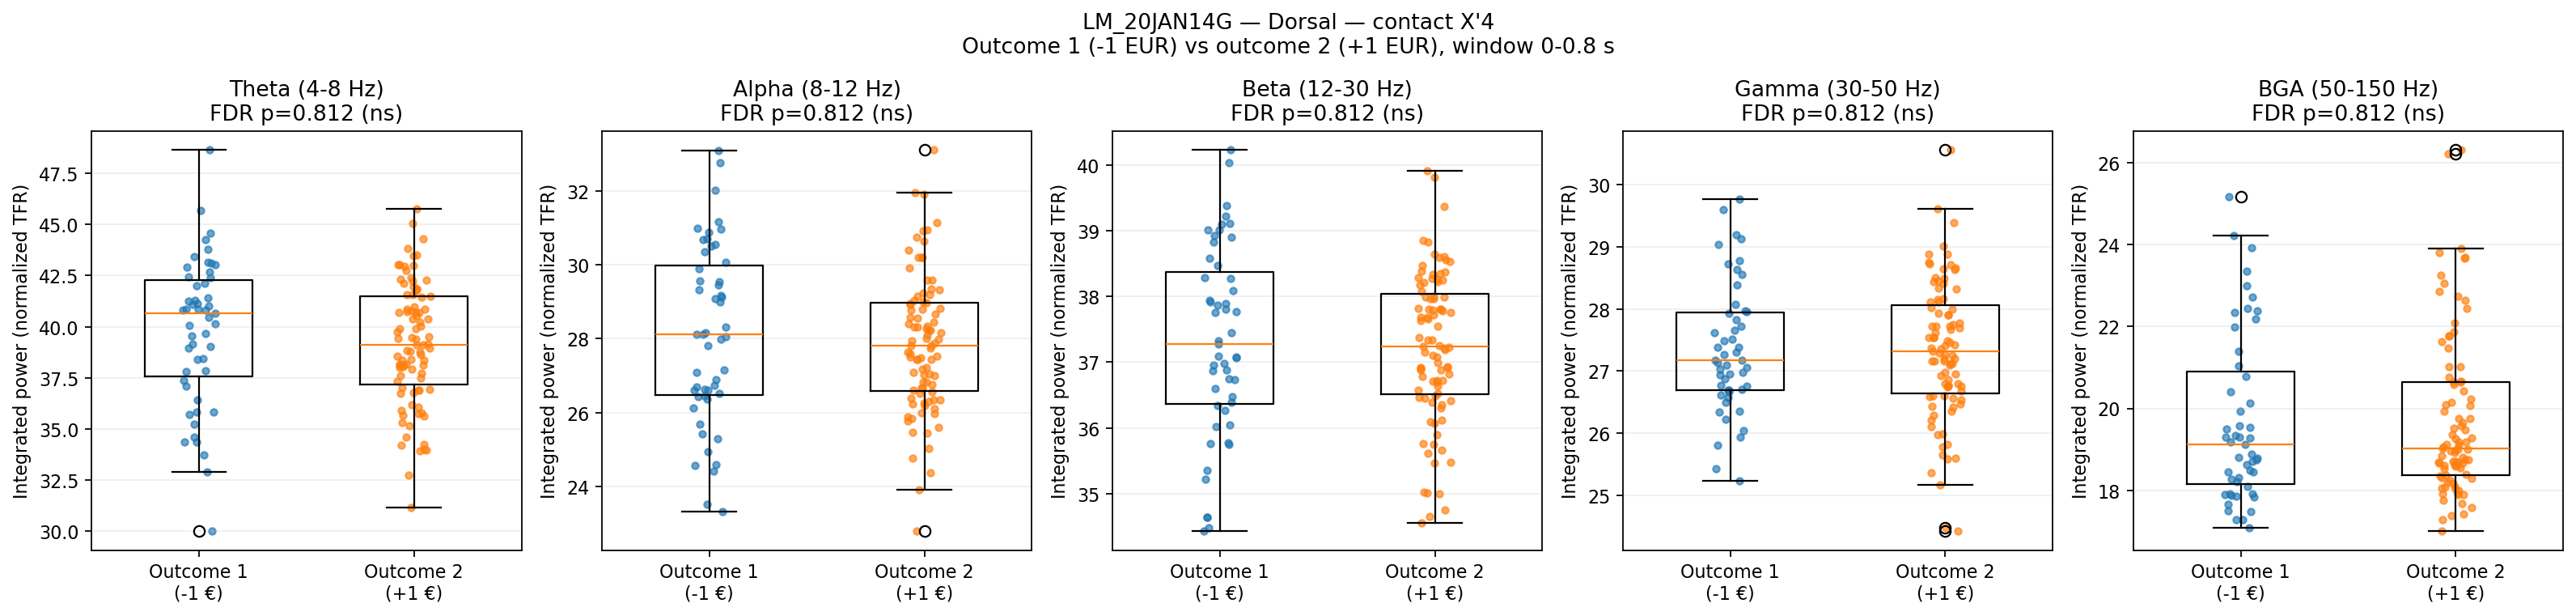 LM_20JAN14G — Dorsal — contact X'4
Outcome 1 (-1 EUR) vs outcome 2 (+1 EUR), window 0-0.8 s
Theta (4-8 Hz)
FDR p=0.812 (ns)
Integrated power (normalized TFR)
47.5
45.0
42.5
40.0
37.5
35.0
32.5
30.0
Outcome 1
(-1 €)
Outcome 2
(+1 €)
Alpha (8-12 Hz)
FDR p=0.812 (ns)
Integrated power (normalized TFR)
32
30
28
26
24
Outcome 1
(-1 €)
Outcome 2
(+1 €)
Beta (12-30 Hz)
FDR p=0.812 (ns)
Integrated power (normalized TFR)
40
39
38
37
36
35
Outcome 1
(-1 €)
Outcome 2
(+1 €)
Gamma (30-50 Hz)
FDR p=0.812 (ns)
Integrated power (normalized TFR)
30
29
28
27
26
25
Outcome 1
(-1 €)
Outcome 2
(+1 €)
BGA (50-150 Hz)
FDR p=0.812 (ns)
Integrated power (normalized TFR)
26
24
22
20
18
Outcome 1
(-1 €)
Outcome 2
(+1 €)